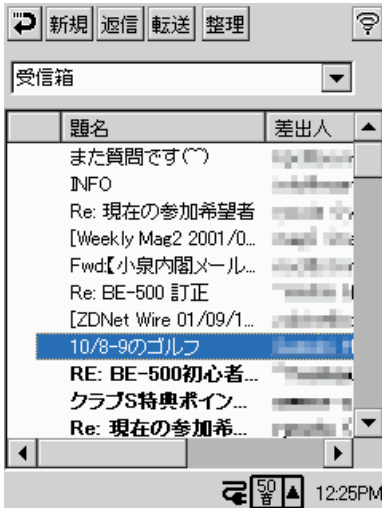 新規 返信 転送 整理
受信箱
題名 差出人
また質問です(^^)
INFO
Re: 現在の参加希望者
[Weekly Mag2 2001/0...
Fwd:【小泉内閣メール...
Re: BE-500 訂正
[ZDNet Wire 01/09/1...
10/8-9のゴルフ
RE: BE-500初心者...
クラブS特典ポイン...
Re: 現在の参加希...
50音 12:25PM